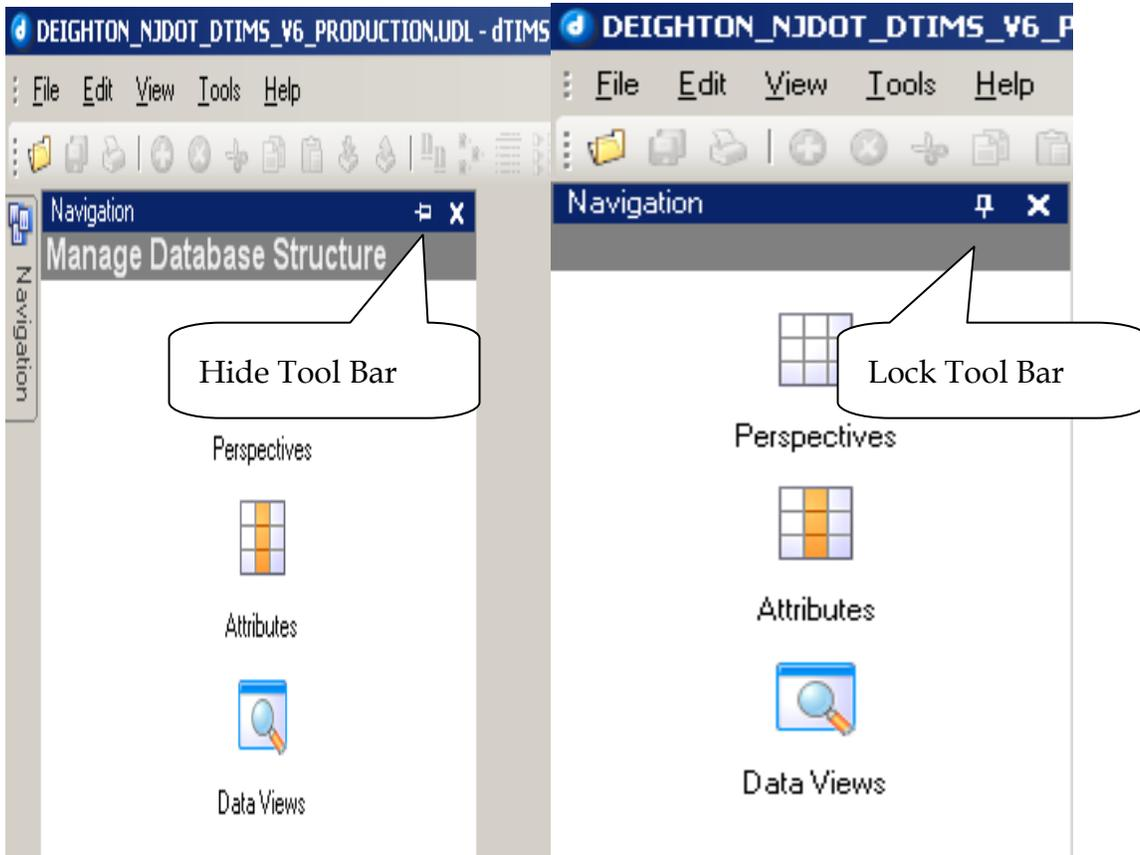 DEIGHTON_NJDOT_DTIMS_V6_PRODUCTION.UDL - dTIMS
File Edit View Tools Help
Navigation
Navigation
Manage Database Structure
Hide Tool Bar
Perspectives
Attributes
Data Views
DEIGHTON_NJDOT_DTIMS_V6_P
File Edit View Tools Help
Navigation
Lock Tool Bar
Perspectives
Attributes
Data Views